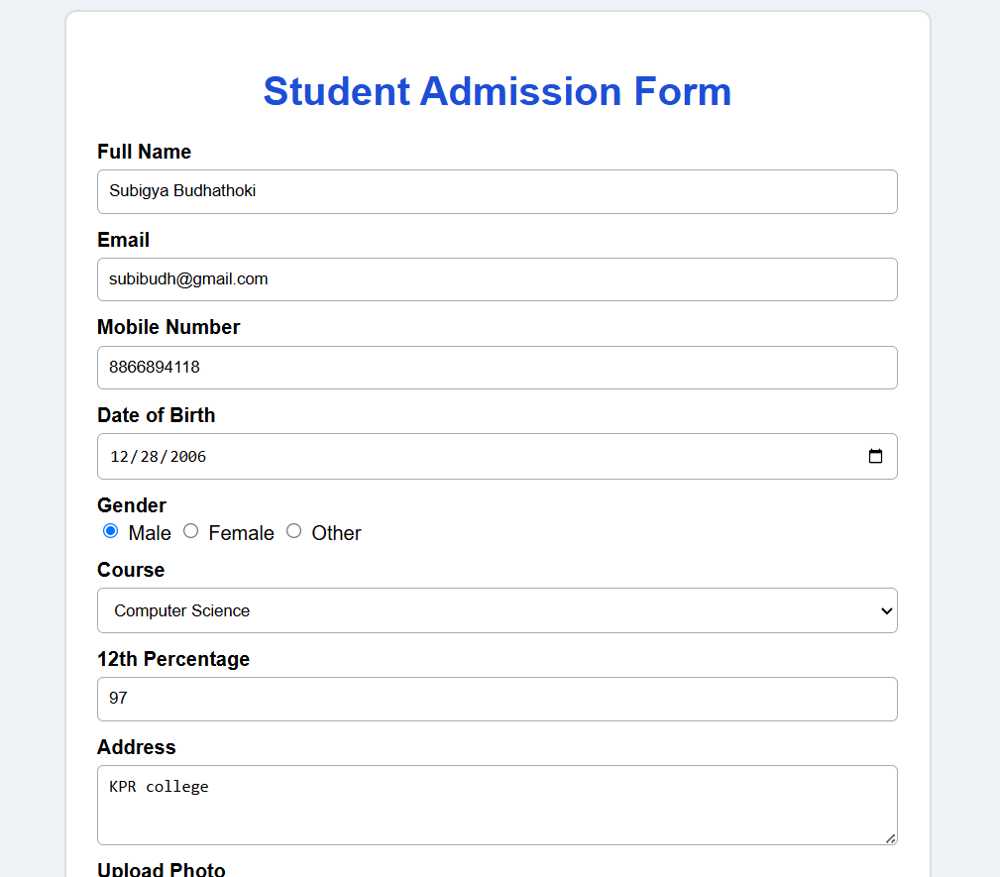 Student Admission Form
Full Name
Subigya Budhathoki
Email
subibudh@gmail.com
Mobile Number
8866894118
Date of Birth
12/28/2006
Gender
Male Female Other
Course
Computer Science
12th Percentage
97
Address
KPR college
Upload Photo